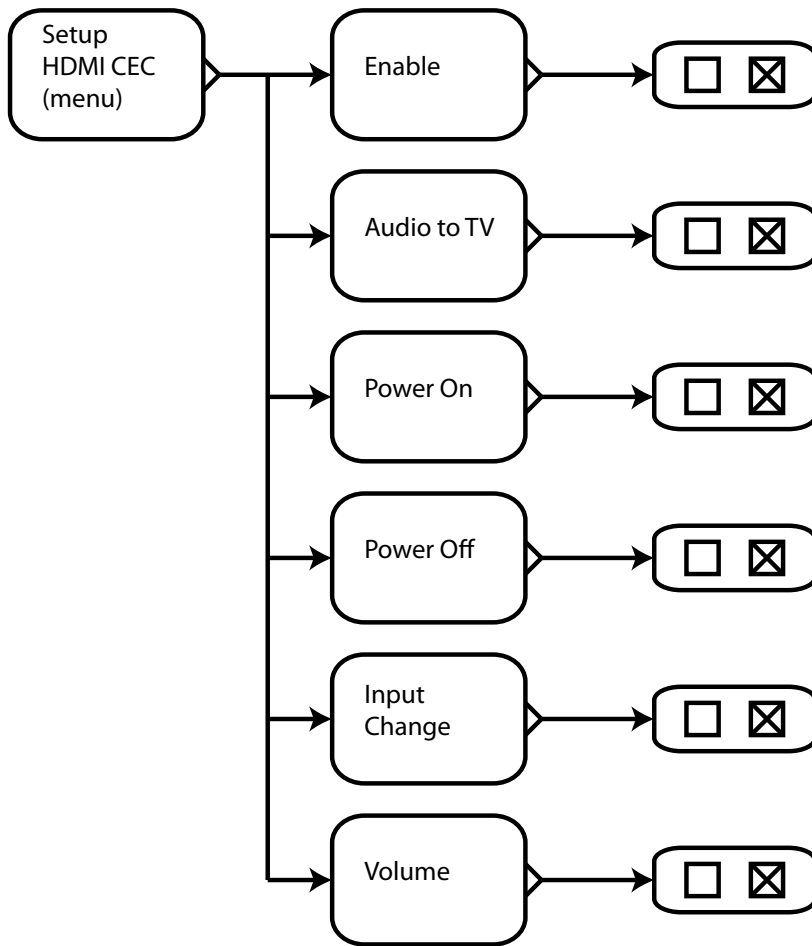 Setup
HDMI CEC
(menu)
Enable
Audio to TV
Power On
Power Off
Input
Change
Volume